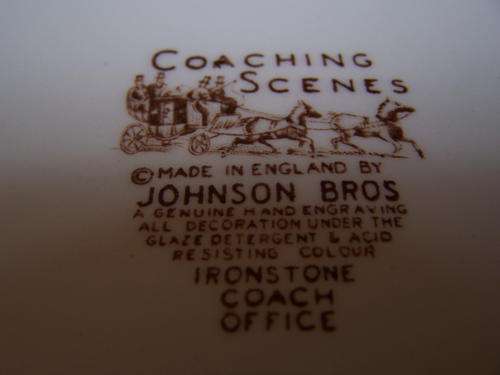 COACHING
SCENES
© MADE IN ENGLAND BY
JOHNSON BROS
A GENUINE HAND ENGRAVING
ALL DECORATION UNDER THE
GLAZE DETERGENT & ACID
RESISTING COLOUR
IRONSTONE
COACH
OFFICE